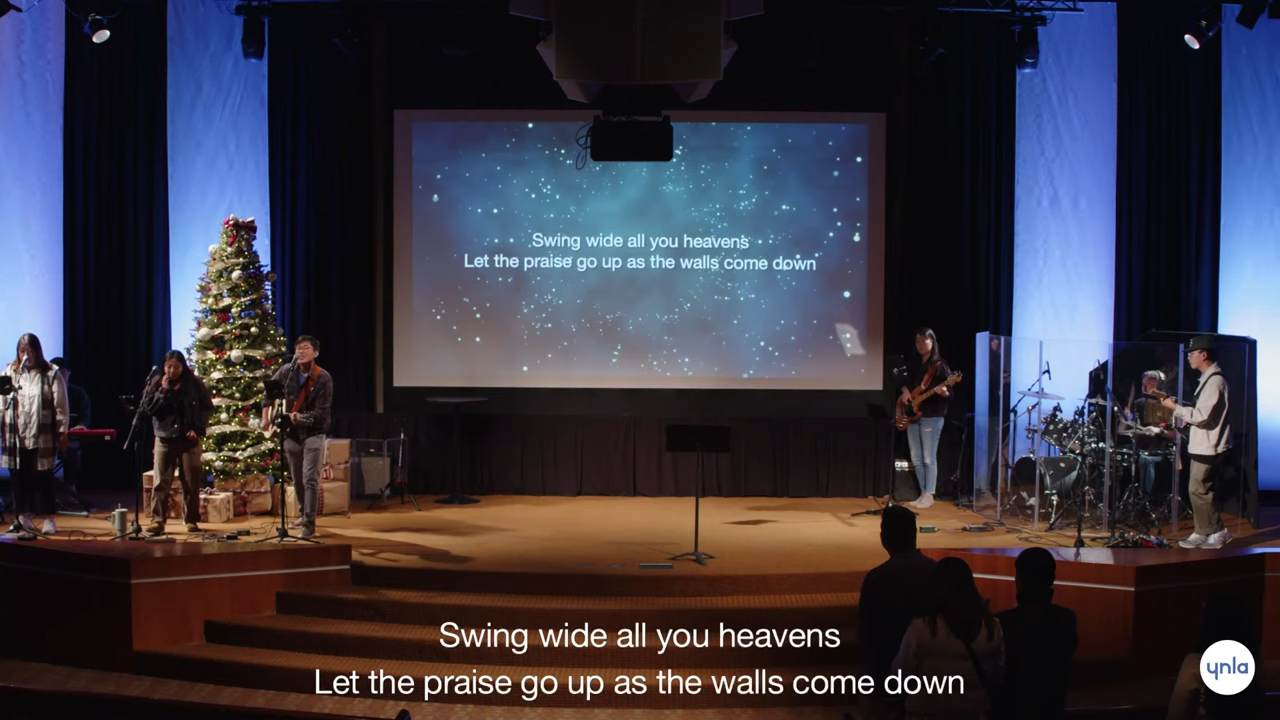 Swing wide all you heavens
Let the praise go up as the walls come down
Swing wide all you heavens
Let the praise go up as the walls come down
ynla